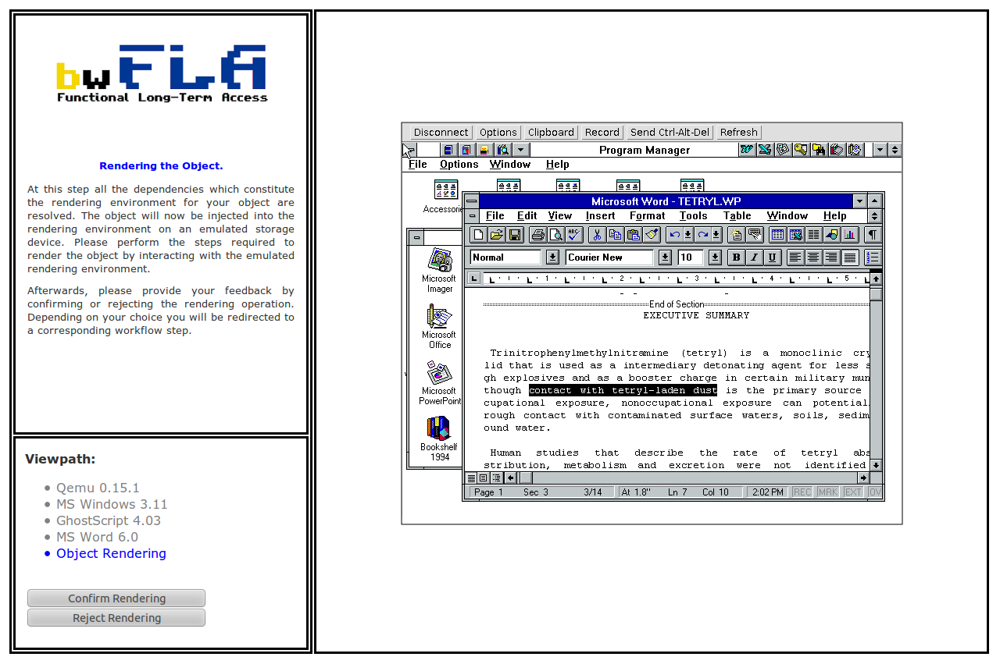 bwFLA
Functional Long-Term Access
Rendering the Object.
At this step all the dependencies which constitute
the rendering environment for your object are
resolved. The object will now be injected into the
rendering environment on an emulated storage
device. Please perform the steps required to
render the object by interacting with the emulated
rendering environment.
Afterwards, please provide your feedback by
confirming or rejecting the rendering operation.
Depending on your choice you will be redirected to
a corresponding workflow step.
Viewpath:
• Qemu 0.15.1
• MS Windows 3.11
• GhostScript 4.03
• MS Word 6.0
• Object Rendering
Confirm Rendering
Reject Rendering
Disconnect Options Clipboard Record Send Ctrl-Alt-Del Refresh
Program Manager
File Options Window Help
Accessorie
Microsoft
Imager
Microsoft
Office
Microsoft
PowerPoint
Bookshelf
1994
Microsoft Word - TETRYL.WP
File Edit View Insert Format Tools Table Window Help
Normal Courier New 10 B I U
1 2 3 4 5
End of Section
EXECUTIVE SUMMARY
Trinitrophenylmethylnitramine (tetryl) is a monoclinic cry
lid that is used as a intermediary detonating agent for less s
gh explosives and as a booster charge in certain military mun
though contact with tetryl-laden dust is the primary source
cupational exposure, nonoccupational exposure can potential
rough contact with contaminated surface waters, soils, sedim
ound water.
Human studies that describe the rate of tetryl abs
stribution, metabolism and excretion were not identified
Page 1 Sec 3 3/14 At 1.8" Ln 7 Col 10 2:02 PM REC MRK EXT OV